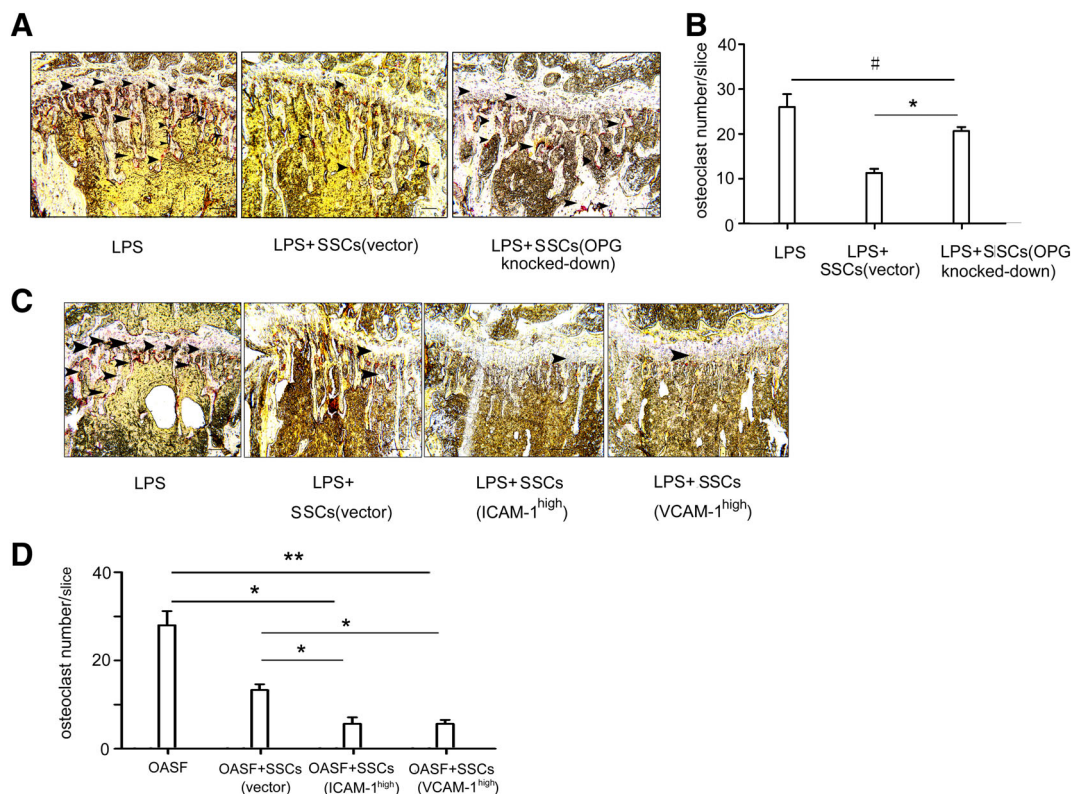 A
LPS
LPS+SSCs(vector)
LPS+SSCs(OPG
knocked-down)
B
osteoclast number/slice
40
30
20
10
0
#
*
LPS
LPS+
SSCs(vector)
LPS+SSCs(OPG
knocked-down)
C
LPS
LPS+
SSCs(vector)
LPS+SSCs
(ICAM-1high)
LPS+SSCs
(VCAM-1high)
D
osteoclast number/slice
40
20
0
**
*
*
*
OASF
OASF+SSCs
(vector)
OASF+SSCs
(ICAM-1high)
OASF+SSCs
(VCAM-1high)